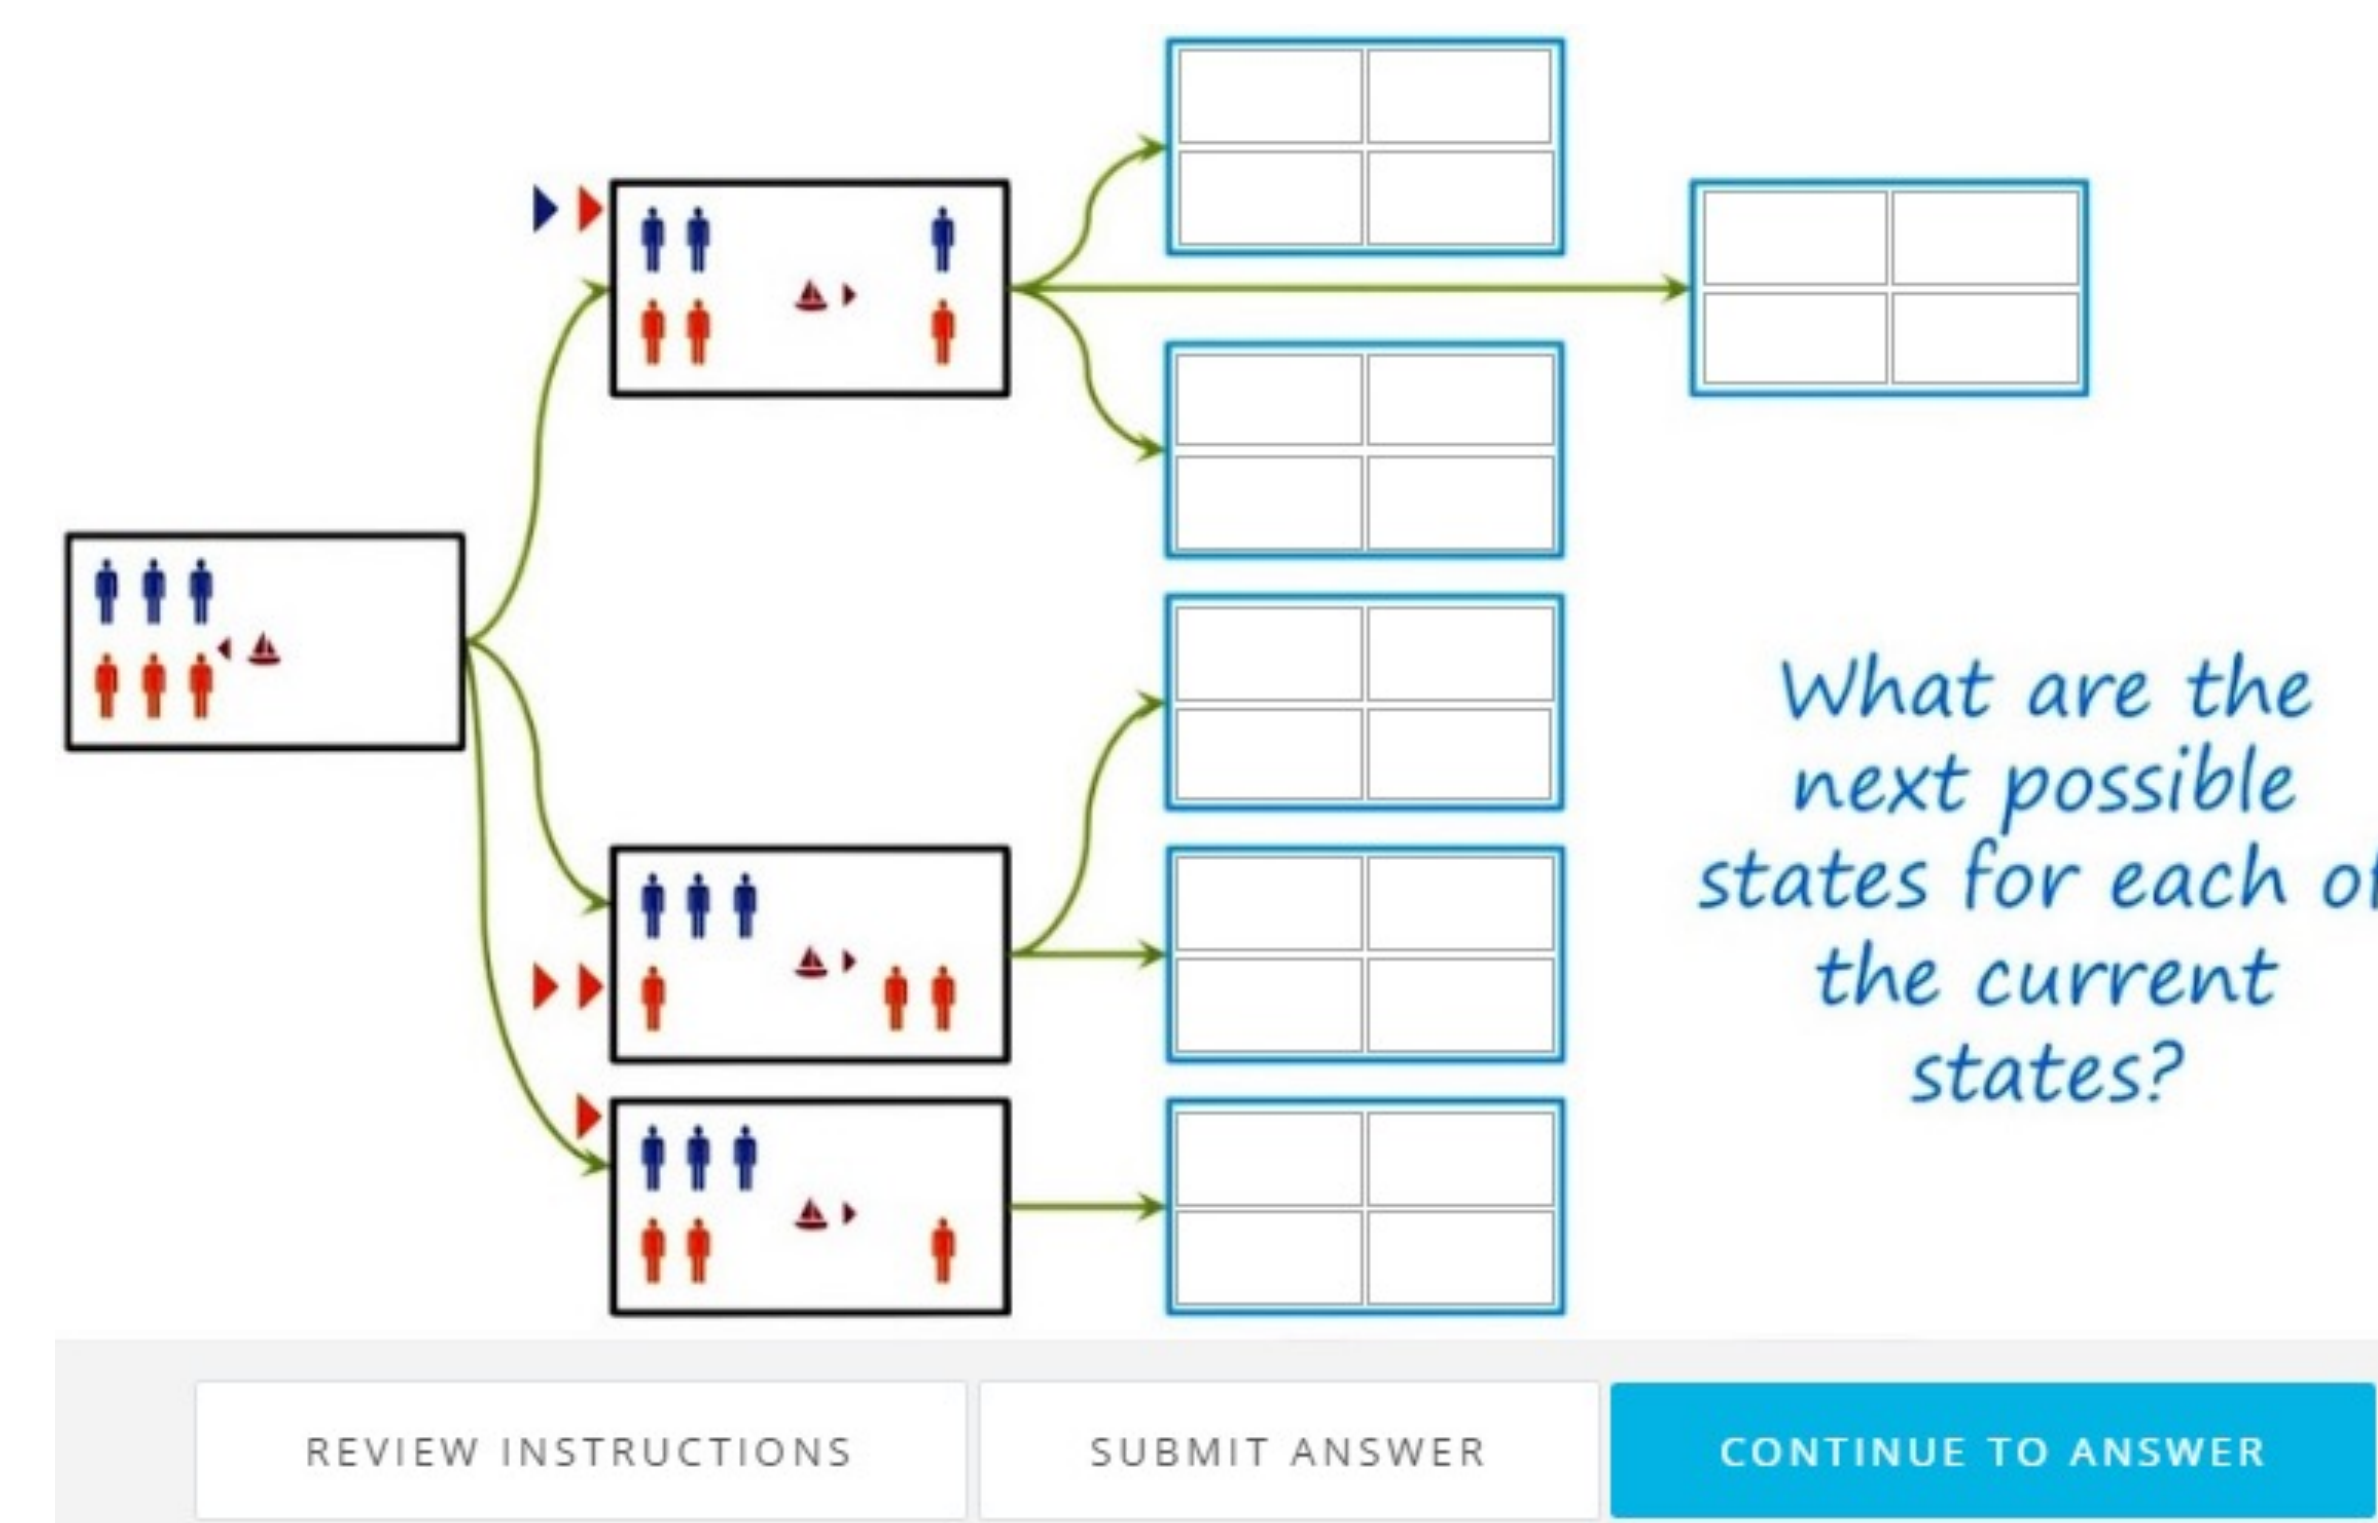 What are the
next possible
states for each of
the current
states?
REVIEW INSTRUCTIONS
SUBMIT ANSWER
CONTINUE TO ANSWER